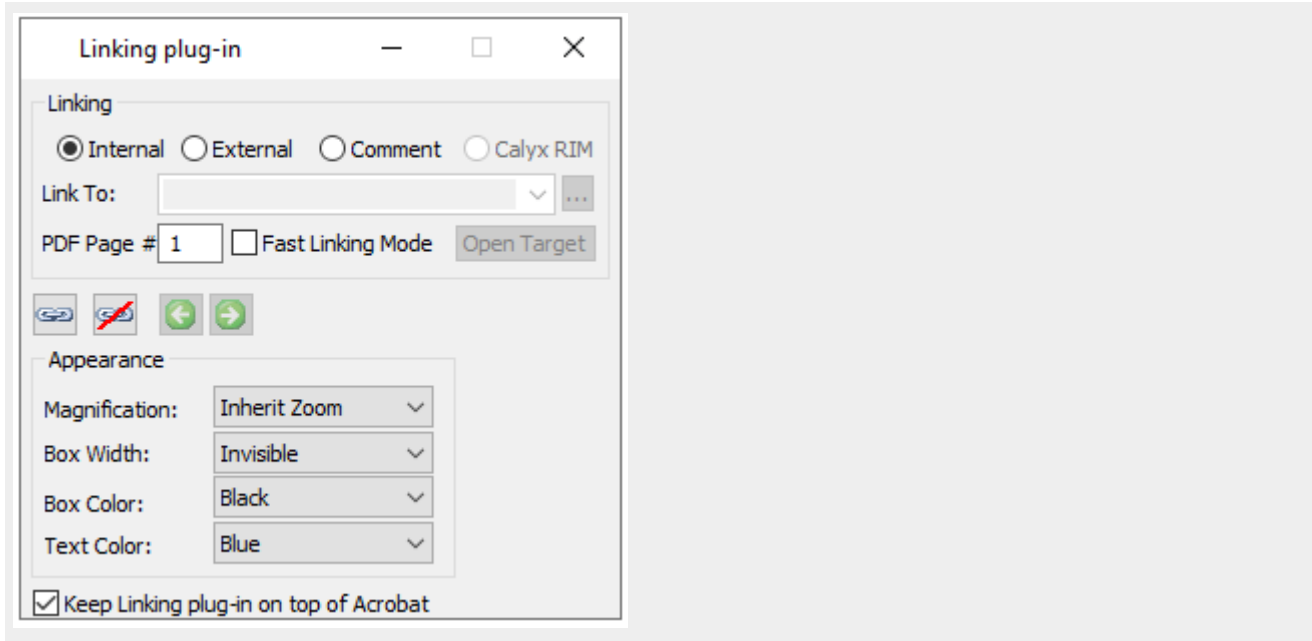 Linking plug-in
Linking
Internal External Comment Calyx RIM
Link To: ...
PDF Page # 1 Fast Linking Mode Open Target
Appearance
Magnification: Inherit Zoom
Box Width: Invisible
Box Color: Black
Text Color: Blue
Keep Linking plug-in on top of Acrobat